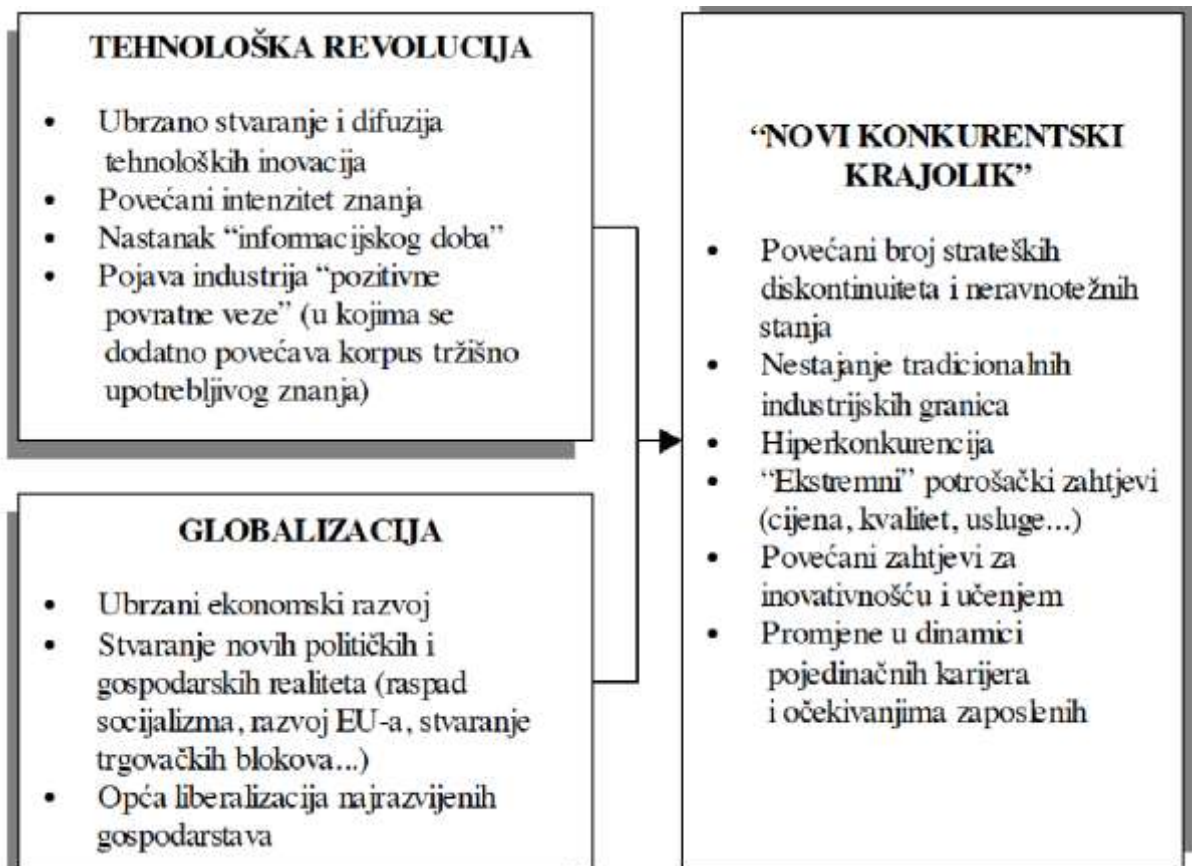 TEHNOLOŠKA REVOLUCIJA
• Ubrzano stvaranje i difuzija
tehnoloških inovacija
• Povećani intenzitet znanja
• Nastanak “informacijskog doba”
• Pojava industrija “pozitivne
povratne veze” (u kojima se
dodatno povećava korpus tržišno
upotrebljivog znanja)
GLOBALIZACIJA
• Ubrzani ekonomski razvoj
• Stvaranje novih političkih i
gospodarskih realiteta (raspad
socijalizma, razvoj EU-a, stvaranje
trgovačkih blokova...)
• Opća liberalizacija najrazvijenih
gospodarstava
“NOVI KONKURENTSKI
KRAJOLIK”
• Povećani broj strateških
diskontinuiteta i neravnotežnih
stanja
• Nestajanje tradicionalnih
industrijskih granica
• Hiperkonkurencija
• “Ekstremni” potrošački zahtjevi
(cijena, kvalitet, usluge...)
• Povećani zahtjevi za
inovativnošću i učenjem
• Promjene u dinamici
pojedinačnih karijera
i očekivanjima zaposlenih